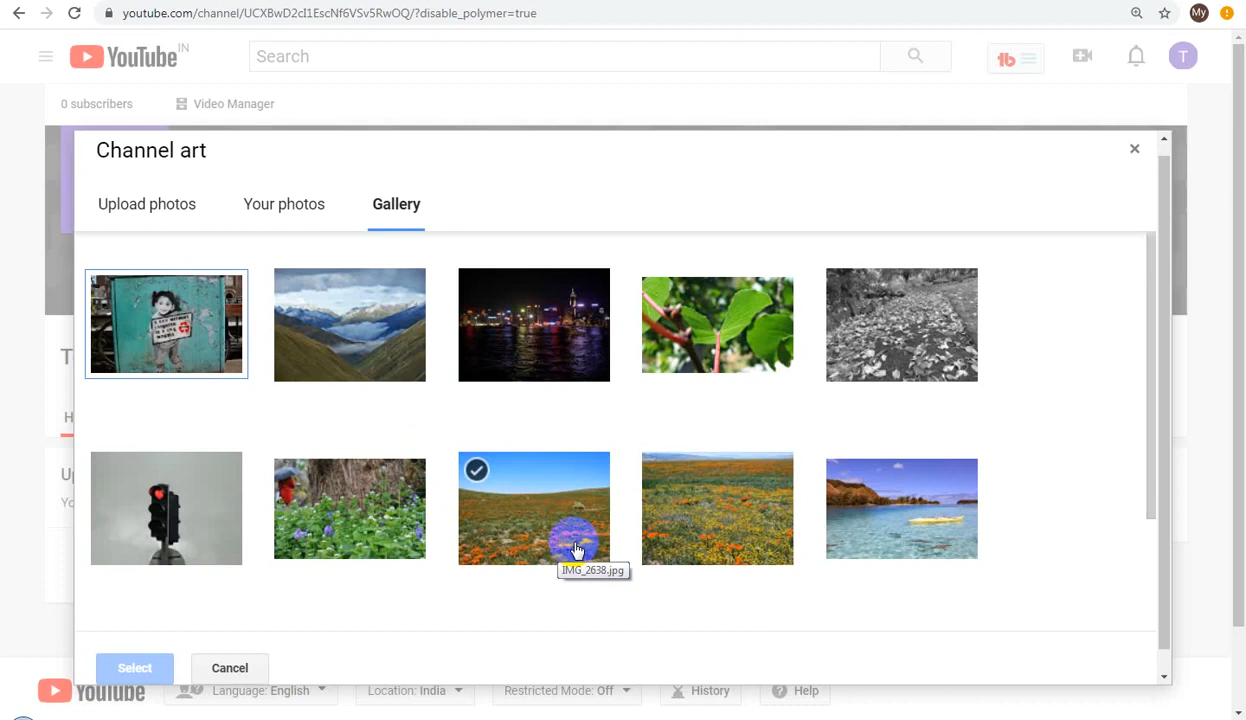 youtube.com/channel/UCXBwD2cI1EscNf6VSv5RwOQ/?disable_polymer=true
My
YouTube IN
Search
tb
T
0 subscribers
Video Manager
Channel art
Upload photos
Your photos
Gallery
IMG_2638.jpg
Select
Cancel
YouTube
Language: English
Location: India
Restricted Mode: Off
History
Help